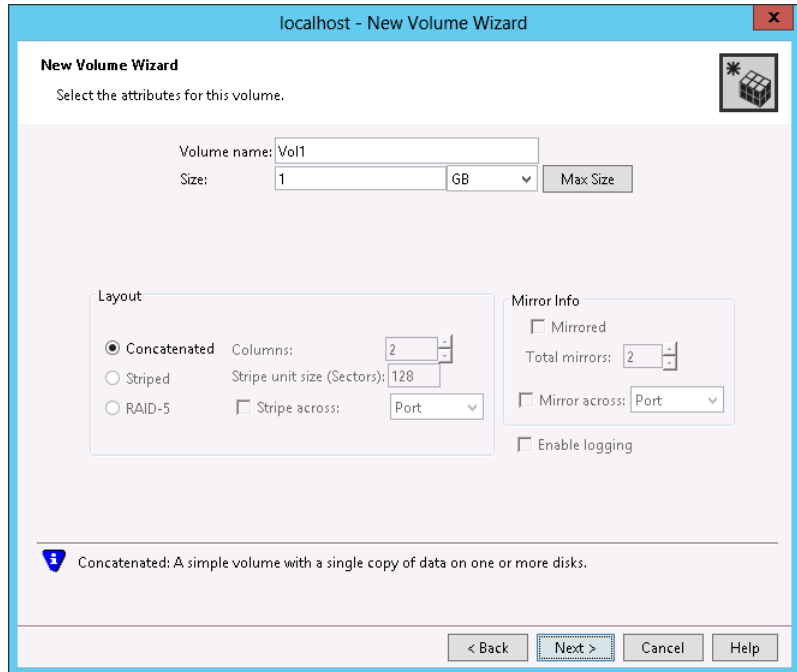 localhost - New Volume Wizard
x
New Volume Wizard
Select the attributes for this volume.
Volume name: Vol1
Size: 1 GB Max Size
Layout
Concatenated Columns: 2
Striped Stripe unit size (Sectors): 128
RAID-5 Stripe across: Port
Mirror Info
Mirrored
Total mirrors: 2
Mirror across: Port
Enable logging
i Concatenated: A simple volume with a single copy of data on one or more disks.
< Back Next > Cancel Help